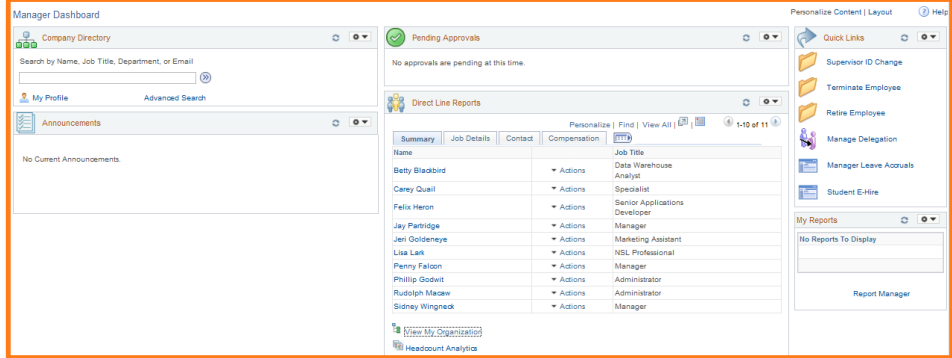 Manager Dashboard
Personalize Content | Layout
Help
Company Directory
Search by Name, Job Title, Department, or Email
My Profile
Advanced Search
Announcements
No Current Announcements.
Pending Approvals
No approvals are pending at this time.
Direct Line Reports
Personalize | Find | View All | |
1-10 of 11
Summary
Job Details
Contact
Compensation
Name
Job Title
Betty Blackbird
Actions
Data Warehouse
Analyst
Carey Quail
Actions
Specialist
Felix Heron
Actions
Senior Applications
Developer
Jay Partridge
Actions
Manager
Jeri Goldeneye
Actions
Marketing Assistant
Lisa Lark
Actions
NSL Professional
Penny Falcon
Actions
Manager
Phillip Godwit
Actions
Administrator
Rudolph Macaw
Actions
Administrator
Sidney Wingneck
Actions
Manager
View My Organization
Headcount Analytics
Quick Links
Supervisor ID Change
Terminate Employee
Retire Employee
Manage Delegation
Manager Leave Accruals
Student E-Hire
My Reports
No Reports To Display
Report Manager